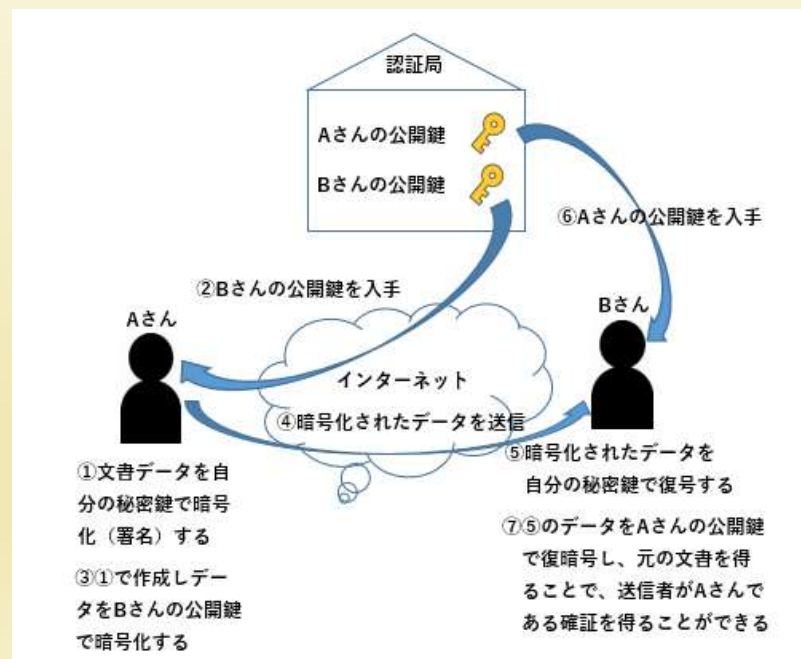 認証局
Aさんの公開鍵
Bさんの公開鍵
⑥Aさんの公開鍵を入手
②Bさんの公開鍵を入手
Aさん
Bさん
インターネット
④暗号化されたデータを送信
①文書データを自
分の秘密鍵で暗号
化（署名）する
③①で作成しデー
タをBさんの公開鍵
で暗号化する
⑤暗号化されたデータを
自分の秘密鍵で復号する
⑦⑤のデータをAさんの公開鍵
で復暗号し、元の文書を得
ることで、送信者がAさんで
ある確証を得ることができる